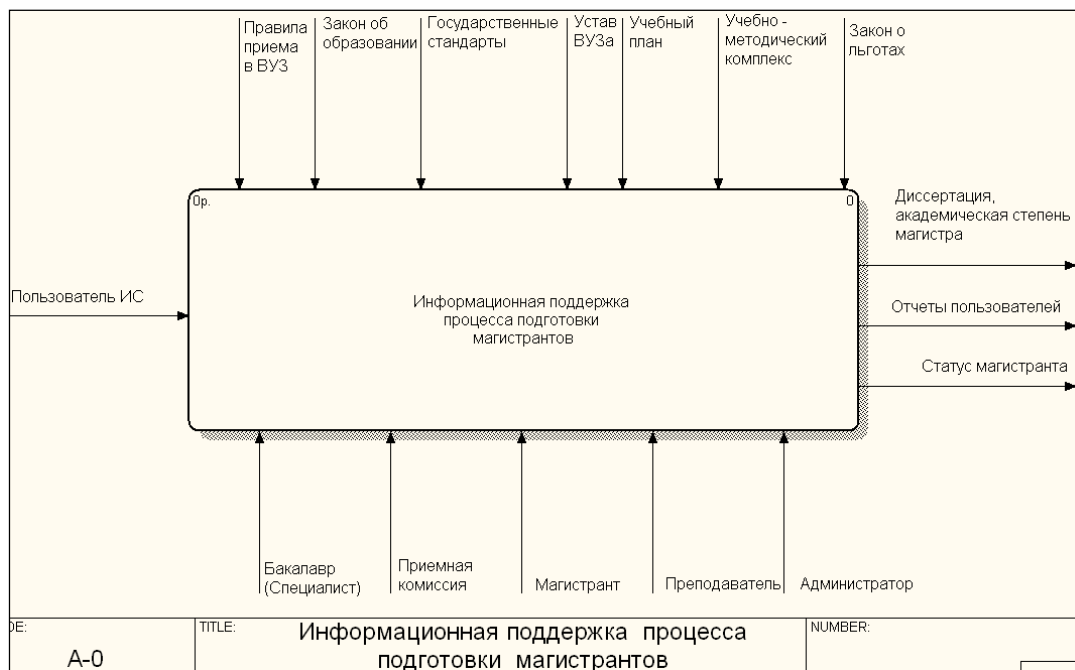 Правила
приема
в ВУЗ
Закон об
образовании
Государственные
стандарты
Устав
ВУЗа
Учебный
план
Учебно -
методический
комплекс
Закон о
льготах
0р.
0
Диссертация,
академическая степень
магистра
Пользователь ИС
Информационная поддержка
процесса подготовки
магистрантов
Отчеты пользователей
Статус магистранта
Бакалавр
(Специалист)
Приемная
комиссия
Магистрант
Преподаватель
Администратор
DE:
A-0
TITLE:
Информационная поддержка процесса
подготовки магистрантов
NUMBER: